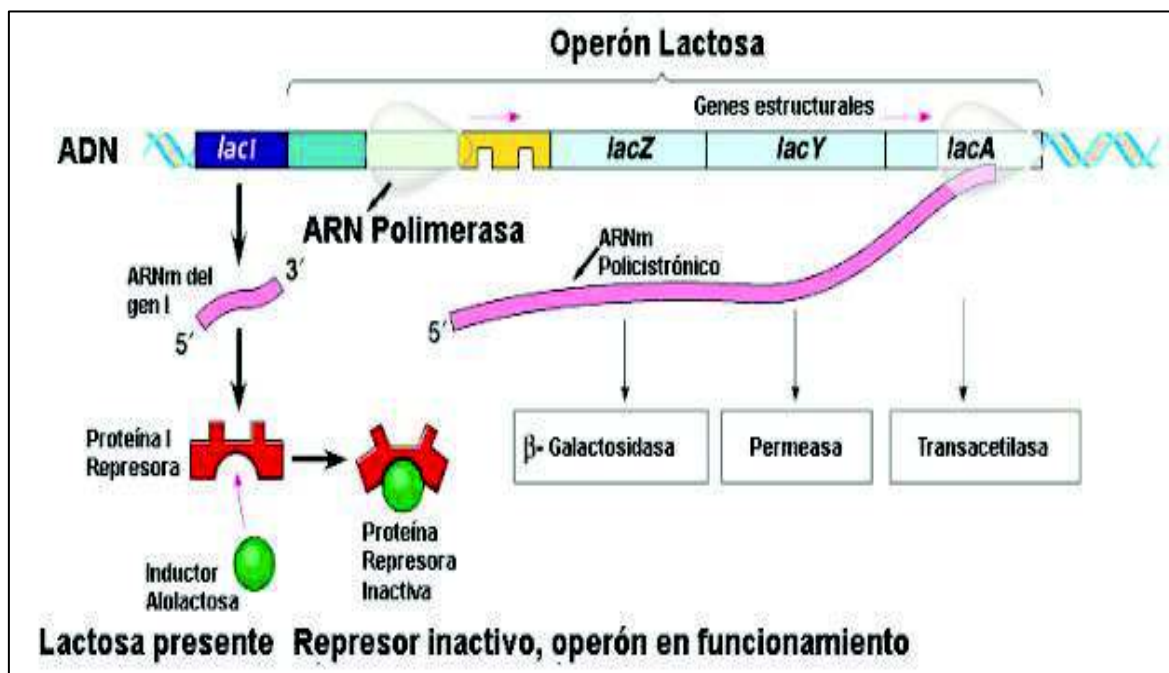 Operón Lactosa
Genes estructurales
ADN
lacI
lacZ
lacY
lacA
ARN Polimerasa
ARNm del
gen I
3′
5′
ARNm
Policistrónico
5′
Proteína I
Represora
β- Galactosidasa
Permeasa
Transacetilasa
Proteína
Represora
Inactiva
Inductor
Alolactosa
Lactosa presente Represor inactivo, operón en funcionamiento